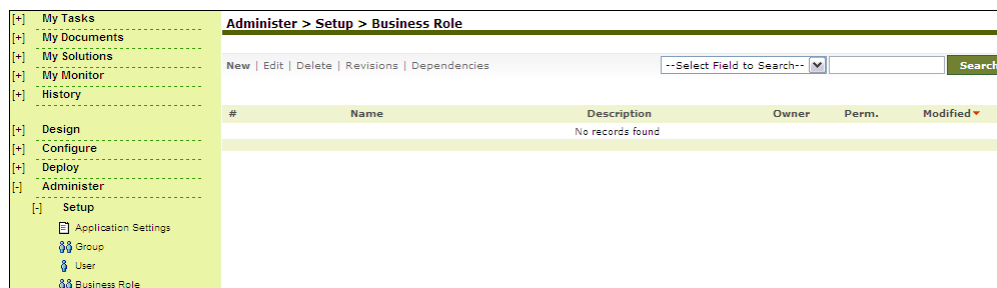 [+] My Tasks
[+] My Documents
[+] My Solutions
[+] My Monitor
[+] History
[+] Design
[+] Configure
[+] Deploy
[-] Administer
[-] Setup
Application Settings
Group
User
Business Role
Administer > Setup > Business Role
New | Edit | Delete | Revisions | Dependencies
--Select Field to Search-- Search
# Name Description Owner Perm. Modified
No records found